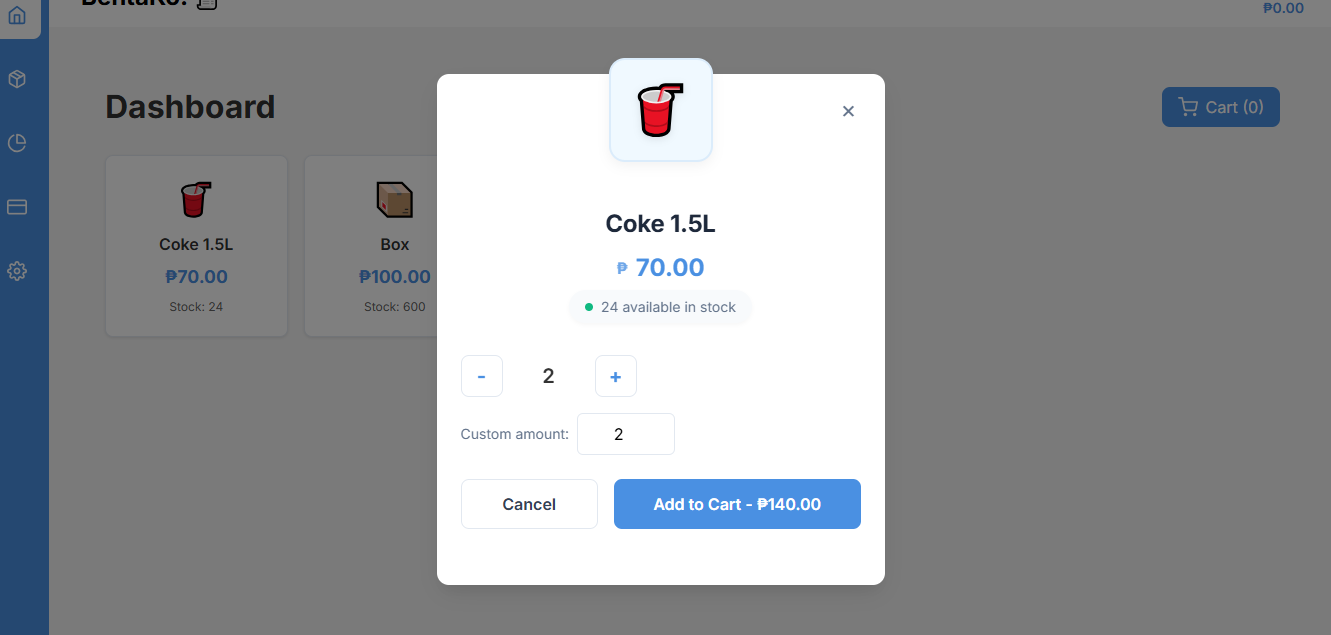 BentaKo!
₱0.00
Dashboard
Cart (0)
Coke 1.5L
₱70.00
Stock: 24
Box
₱100.00
Stock: 600
Coke 1.5L
₱ 70.00
24 available in stock
- 2 +
Custom amount: 2
Cancel
Add to Cart - ₱140.00